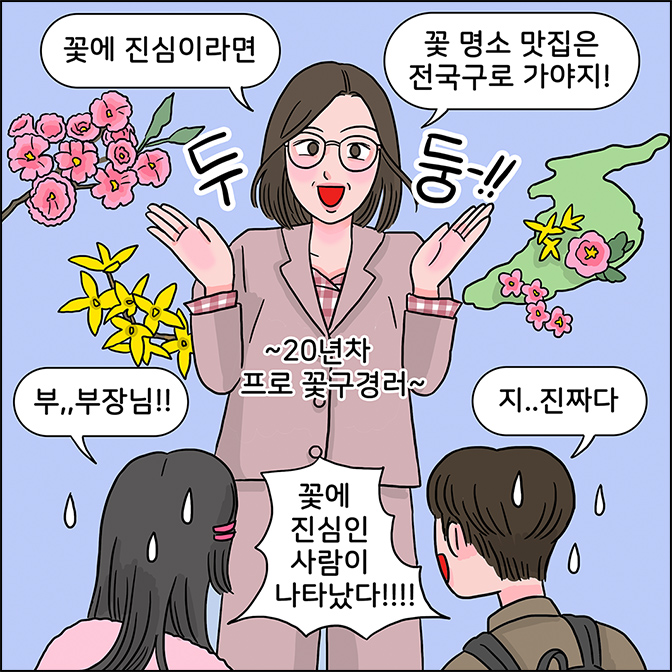 꽃에 진심이라면
꽃 명소 맛집은
전국구로 가야지!
두
둥-!!
~20년차
프로 꽃구경러~
부,,부장님!!
지..진짜다
꽃에
진심인
사람이
나타났다!!!!